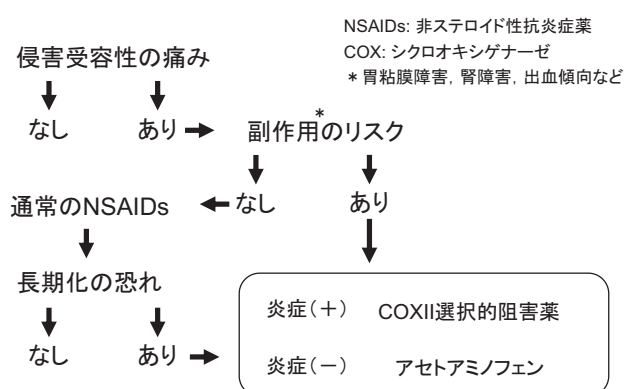 NSAIDs: 非ステロイド性抗炎症薬
COX: シクロオキシゲナーゼ
*胃粘膜障害, 腎障害, 出血傾向など
侵害受容性の痛み
なし あり 副作用*のリスク
通常のNSAIDs なし あり
長期化の恐れ
炎症(+) COXII選択的阻害薬
なし あり 炎症(−) アセトアミノフェン